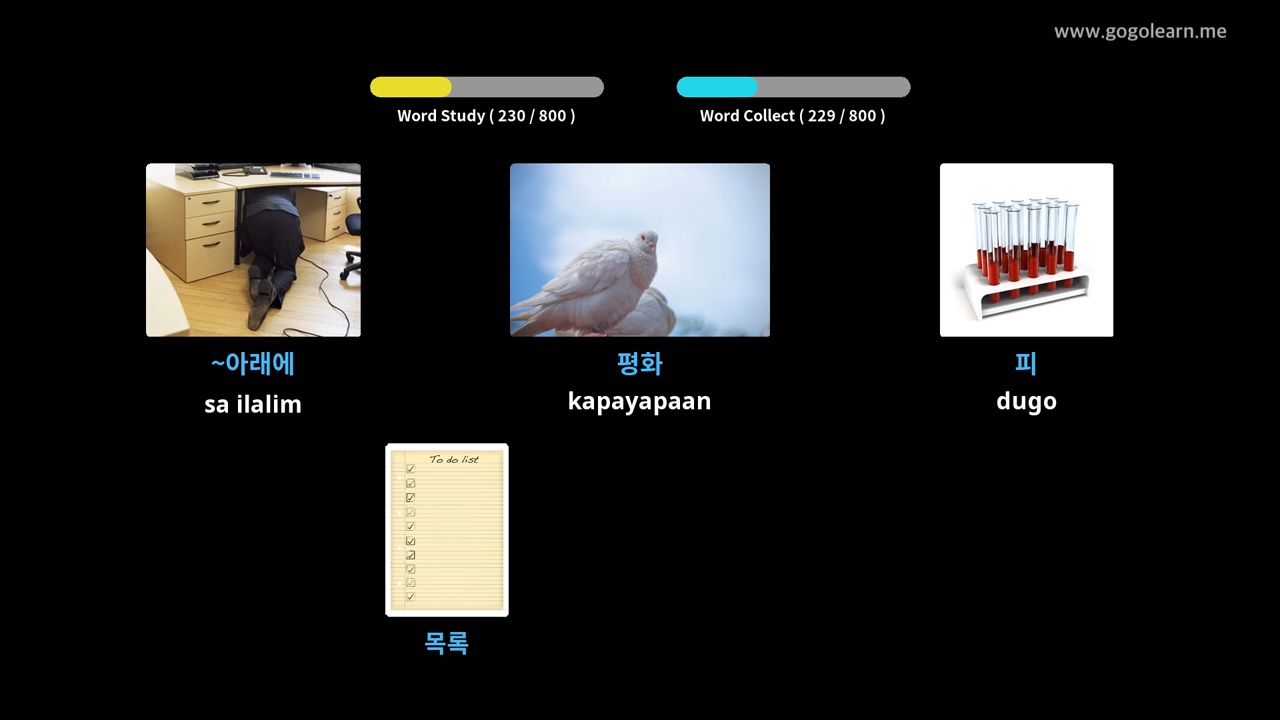 www.gogolearn.me
Word Study ( 230 / 800 )
Word Collect ( 229 / 800 )
~아래에
평화
피
sa ilalim
kapayapaan
dugo
To do list
목록